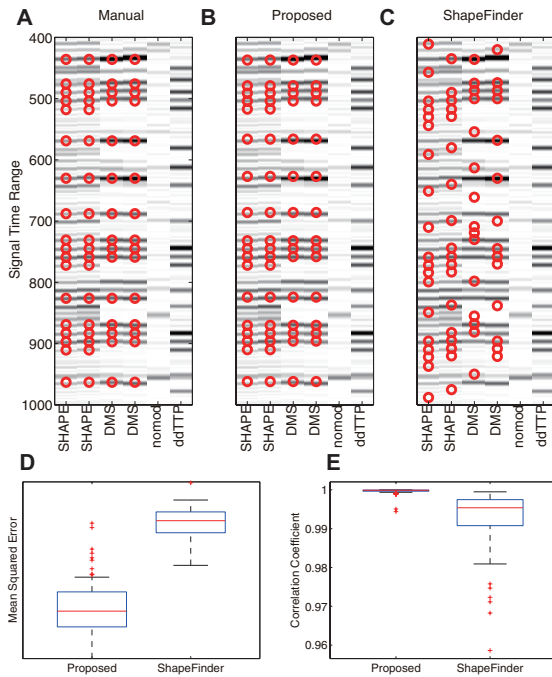 A Manual
B Proposed
C ShapeFinder
Signal Time Range
400
500
600
700
800
900
1000
SHAPE
SHAPE
DMS
DMS
nomod
ddTTP
SHAPE
SHAPE
DMS
DMS
nomod
ddTTP
SHAPE
SHAPE
DMS
DMS
nomod
ddTTP
D
Mean Squared Error
Proposed
ShapeFinder
E
Correlation Coefficient
1
0.99
0.98
0.97
0.96
Proposed
ShapeFinder